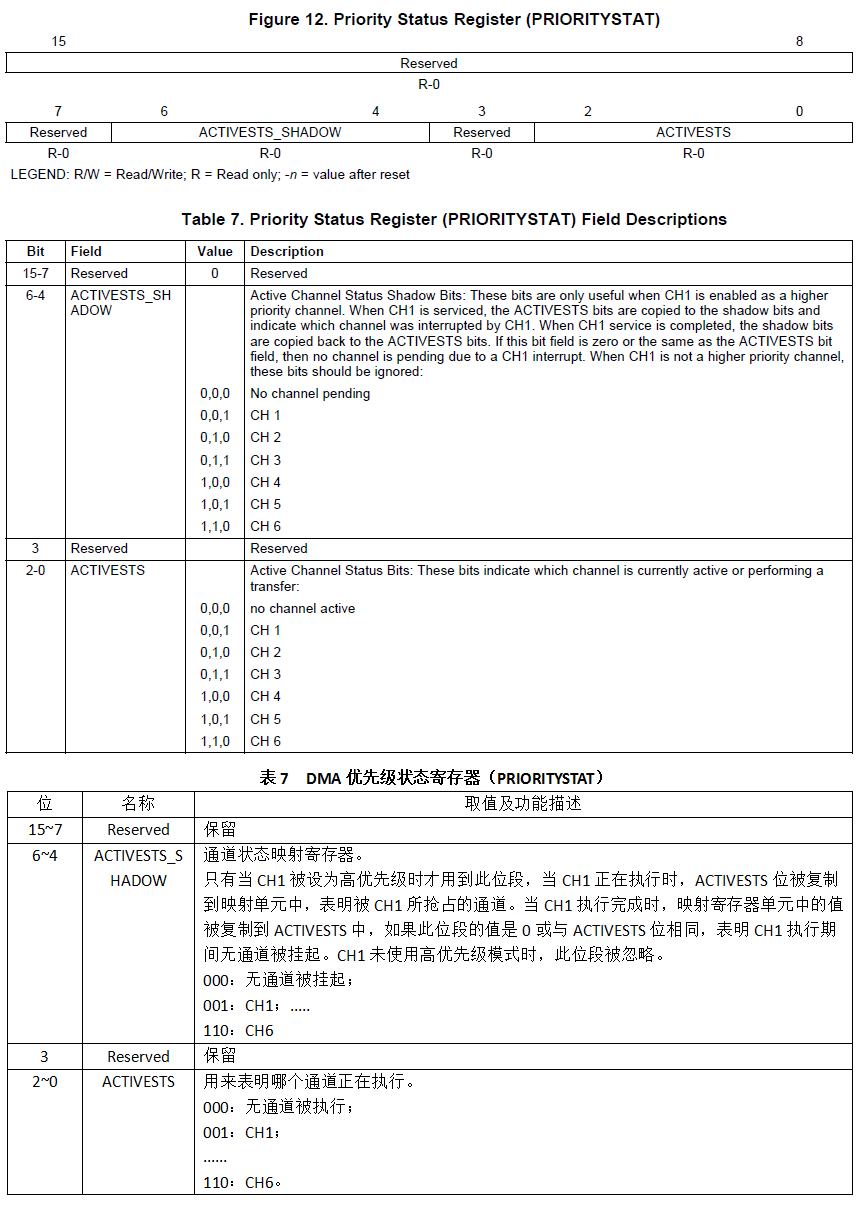 Figure 12. Priority Status Register (PRIORITYSTAT)
15 8
Reserved
R-0
7 6 4 3 2 0
Reserved ACTIVESTS_SHADOW Reserved ACTIVESTS
R-0 R-0 R-0 R-0
LEGEND: R/W = Read/Write; R = Read only; -n = value after reset
Table 7. Priority Status Register (PRIORITYSTAT) Field Descriptions
Bit Field Value Description
15-7 Reserved 0 Reserved
6-4 ACTIVESTS_SH Active Channel Status Shadow Bits: These bits are only useful when CH1 is enabled as a higher
ADOW priority channel. When CH1 is serviced, the ACTIVESTS bits are copied to the shadow bits and
indicate which channel was interrupted by CH1. When CH1 service is completed, the shadow bits
are copied back to the ACTIVESTS bits. If this bit field is zero or the same as the ACTIVESTS bit
field, then no channel is pending due to a CH1 interrupt. When CH1 is not a higher priority channel,
these bits should be ignored:
0,0,0 No channel pending
0,0,1 CH 1
0,1,0 CH 2
0,1,1 CH 3
1,0,0 CH 4
1,0,1 CH 5
1,1,0 CH 6
3 Reserved Reserved
2-0 ACTIVESTS Active Channel Status Bits: These bits indicate which channel is currently active or performing a
transfer:
0,0,0 no channel active
0,0,1 CH 1
0,1,0 CH 2
0,1,1 CH 3
1,0,0 CH 4
1,0,1 CH 5
1,1,0 CH 6
表 7 DMA 优先级状态寄存器（PRIORITYSTAT）
位 名称 取值及功能描述
15~7 Reserved 保留
6~4 ACTIVESTS_S 通道状态映射寄存器。
HADOW 只有当 CH1 被设为高优先级时才用到此位段，当 CH1 正在执行时，ACTIVESTS 位被复制
到映射单元中，表明被 CH1 所抢占的通道。当 CH1 执行完成时，映射寄存器单元中的值
被复制到 ACTIVESTS 中，如果此位段的值是 0 或与 ACTIVESTS 位相同，表明 CH1 执行期
间无通道被挂起。CH1 未使用高优先级模式时，此位段被忽略。
000：无通道被挂起；
001：CH1；.....
110：CH6
3 Reserved 保留
2~0 ACTIVESTS 用来表明哪个通道正在执行。
000：无通道被执行；
001：CH1；
......
110：CH6。